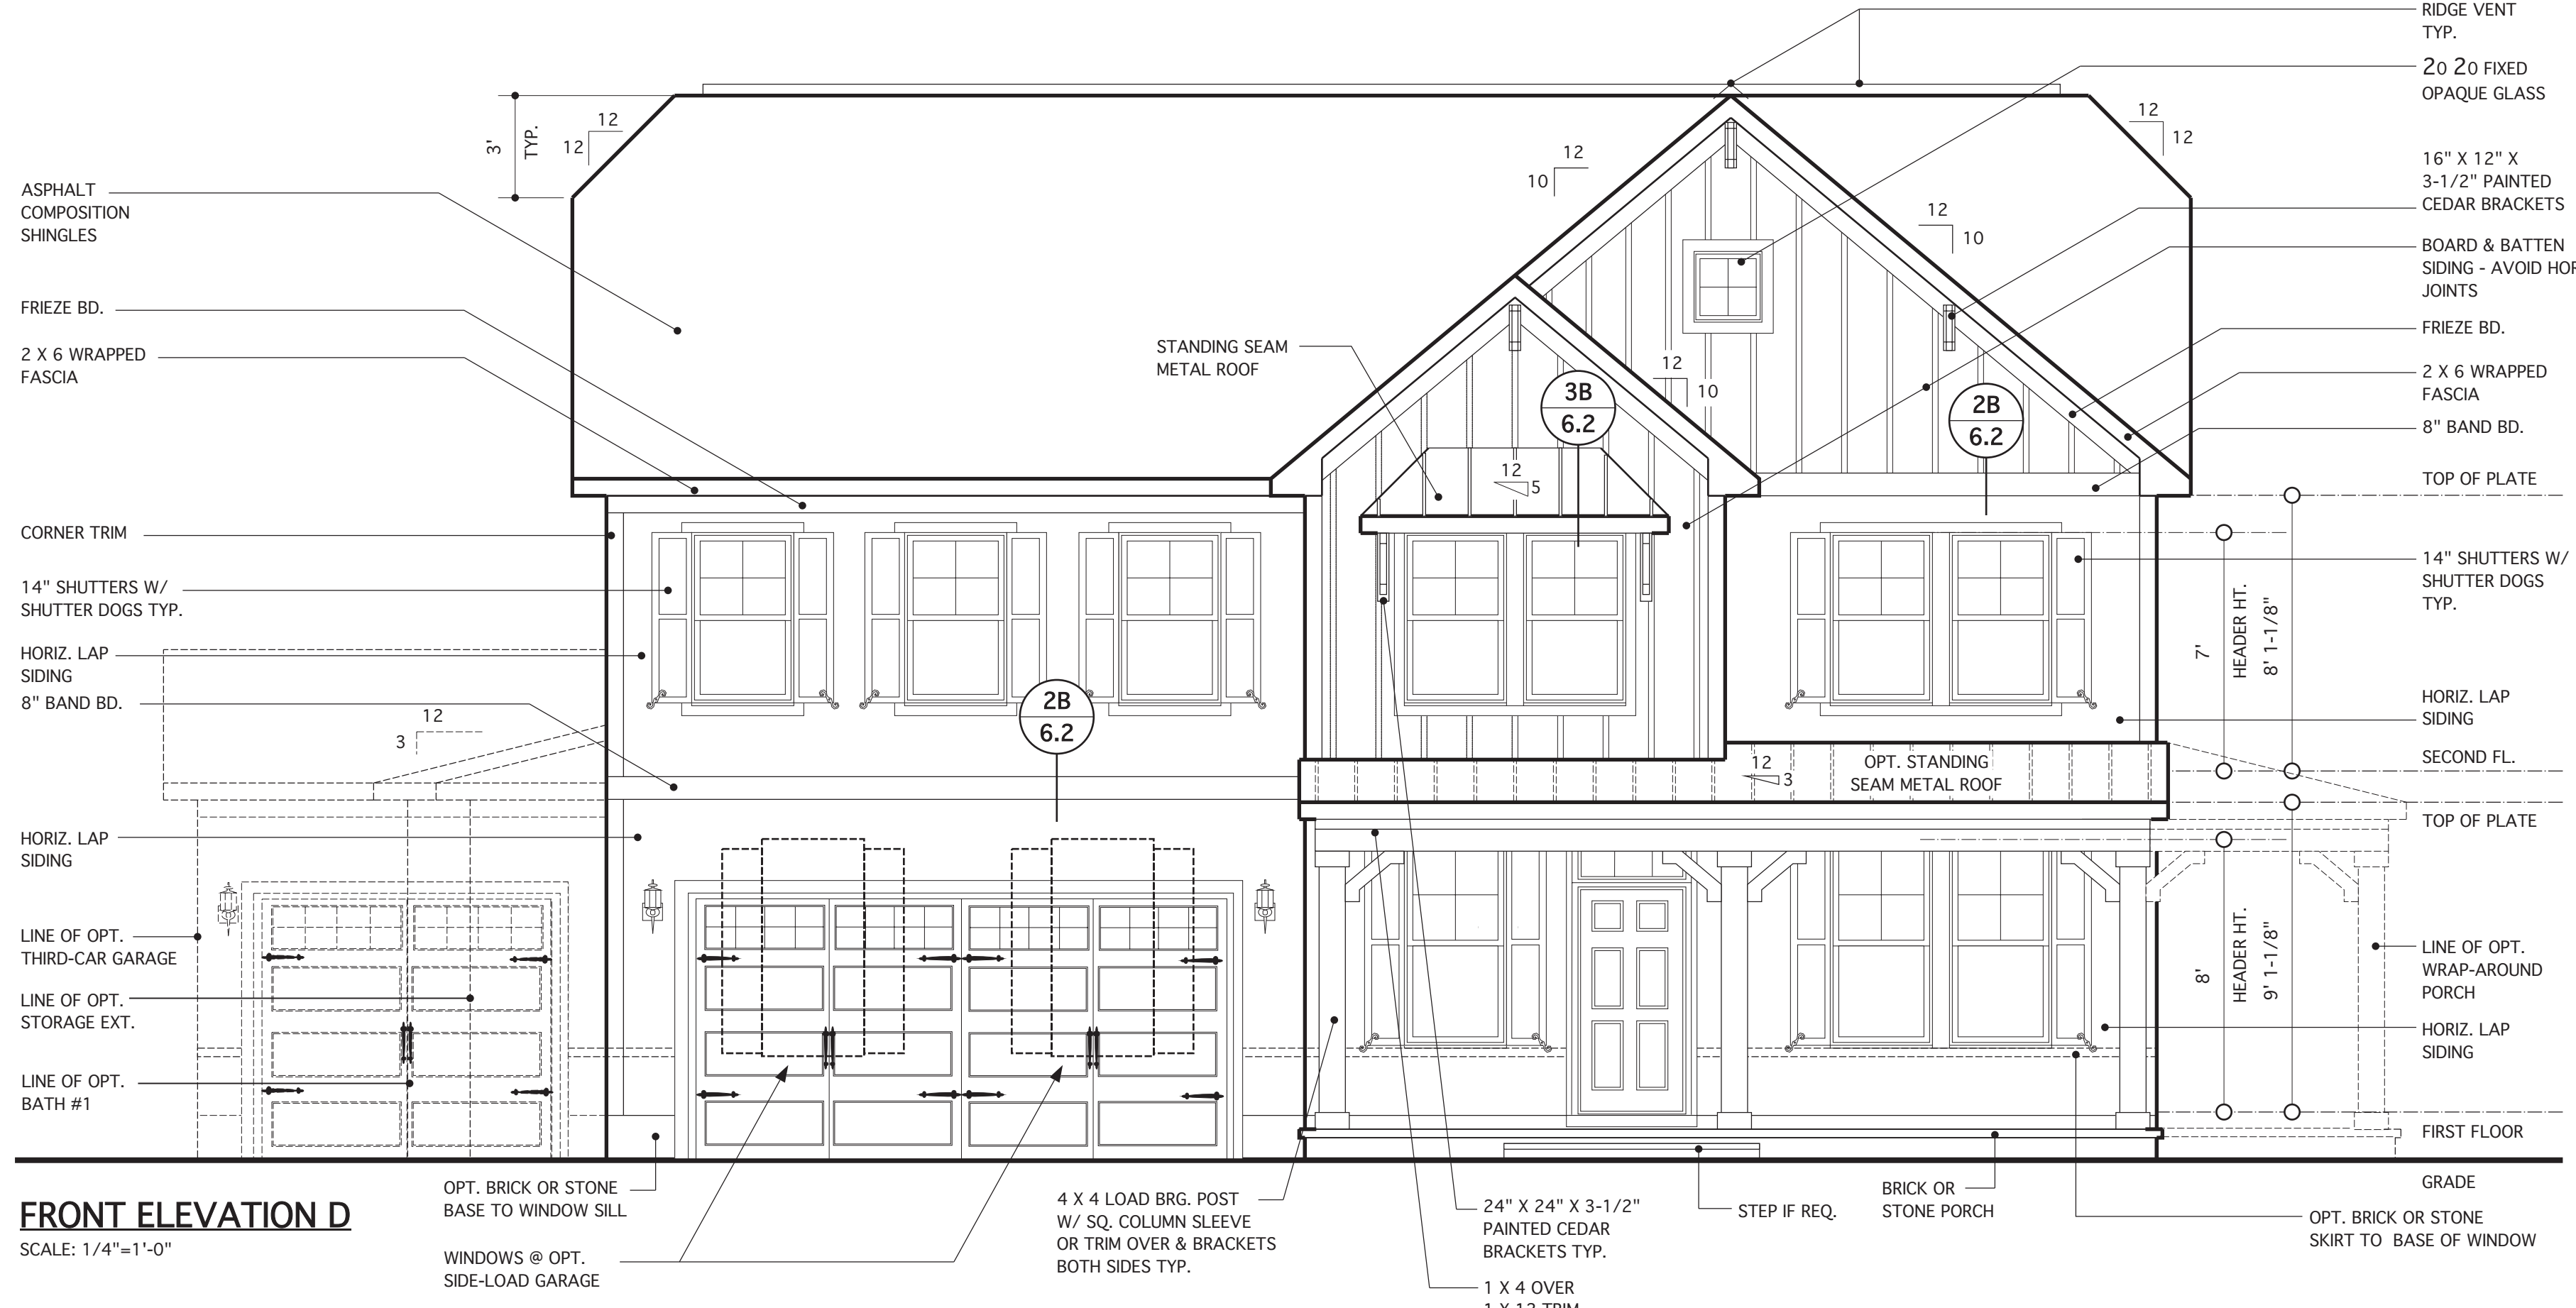 RIDGE VENT
TYP.
20 20 FIXED
OPAQUE GLASS
16" X 12" X
3-1/2" PAINTED
CEDAR BRACKETS
BOARD & BATTEN
SIDING - AVOID
JOINTS
FRIEZE BD.
2 X 6 WRAPPED
FASCIA
8" BAND BD.
TOP OF PLATE
14" SHUTTERS W/
SHUTTER DOGS
TYP.
HORIZ. LAP
SIDING
SECOND FL.
TOP OF PLATE
LINE OF OPT.
WRAP-AROUND
PORCH
HORIZ. LAP
SIDING
FIRST FLOOR
GRADE
OPT. BRICK OR STONE
SKIRT TO BASE OF WINDOW
ASPHALT
COMPOSITION
SHINGLES
FRIEZE BD.
2 X 6 WRAPPED
FASCIA
CORNER TRIM
14" SHUTTERS W/
SHUTTER DOGS TYP.
HORIZ. LAP
SIDING
8" BAND BD.
HORIZ. LAP
SIDING
LINE OF OPT.
THIRD-CAR GARAGE
LINE OF OPT.
STORAGE EXT.
LINE OF OPT.
BATH #1
3'
TYP.
12
12
12
12
12
10
12
10
12
10
STANDING SEAM
METAL ROOF
3B
6.2
2B
6.2
12
5
2B
6.2
12
3
12
3
OPT. STANDING
SEAM METAL ROOF
7'
HEADER HT.
8' 1-1/8"
8'
HEADER HT.
9' 1-1/8"
OPT. BRICK OR STONE
BASE TO WINDOW SILL
WINDOWS @ OPT.
SIDE-LOAD GARAGE
4 X 4 LOAD BRG. POST
W/ SQ. COLUMN SLEEVE
OR TRIM OVER & BRACKETS
BOTH SIDES TYP.
24" X 24" X 3-1/2"
PAINTED CEDAR
BRACKETS TYP.
1 X 4 OVER
1 X 12 TRIM
STEP IF REQ.
BRICK OR
STONE PORCH
FRONT ELEVATION D
SCALE: 1/4"=1'-0"